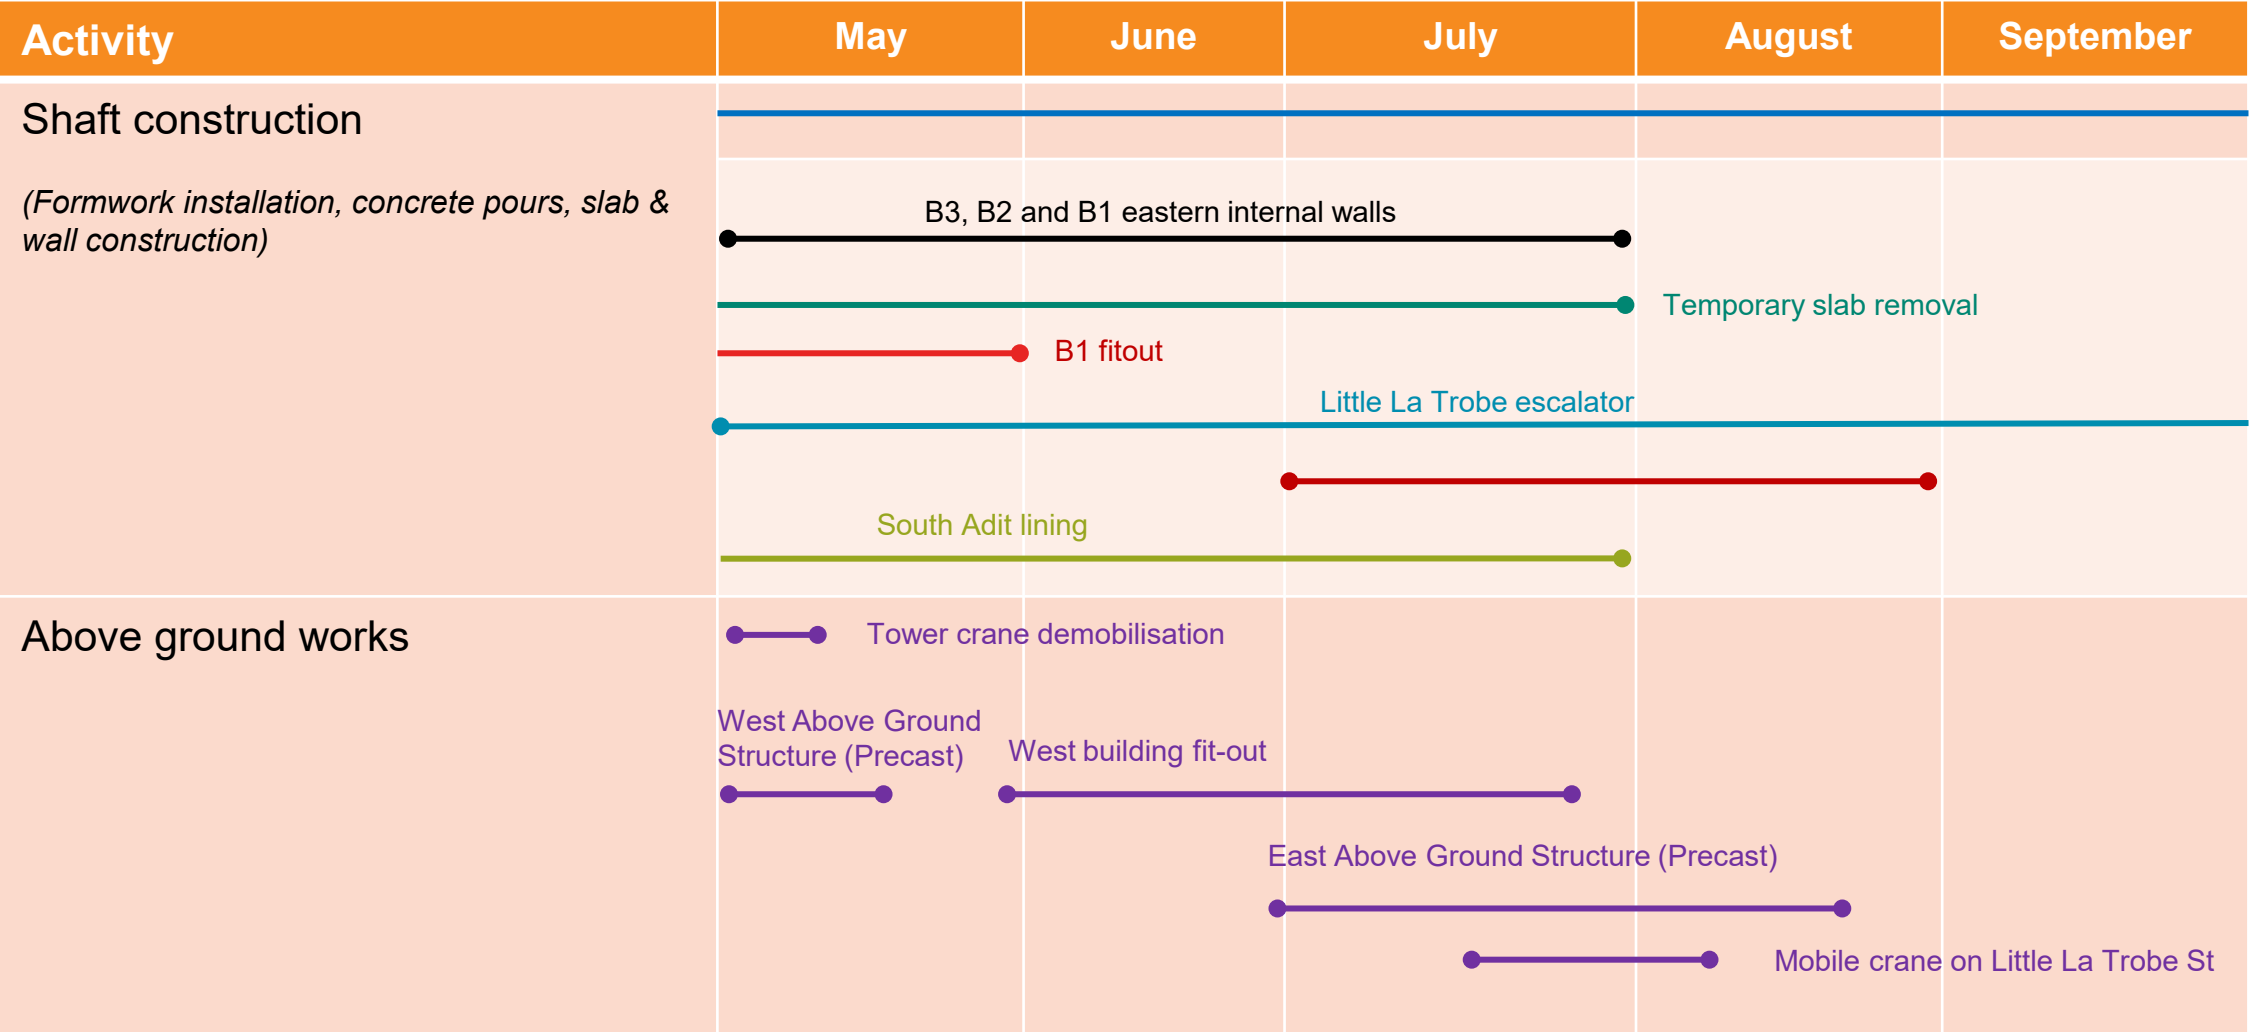 Activity
May
June
July
August
September
Shaft construction
(Formwork installation, concrete pours, slab &
wall construction)
B3, B2 and B1 eastern internal walls
Temporary slab removal
B1 fitout
Little La Trobe escalator
South Adit lining
Above ground works
Tower crane demobilisation
West Above Ground
Structure (Precast)
West building fit-out
East Above Ground Structure (Precast)
Mobile crane on Little La Trobe St